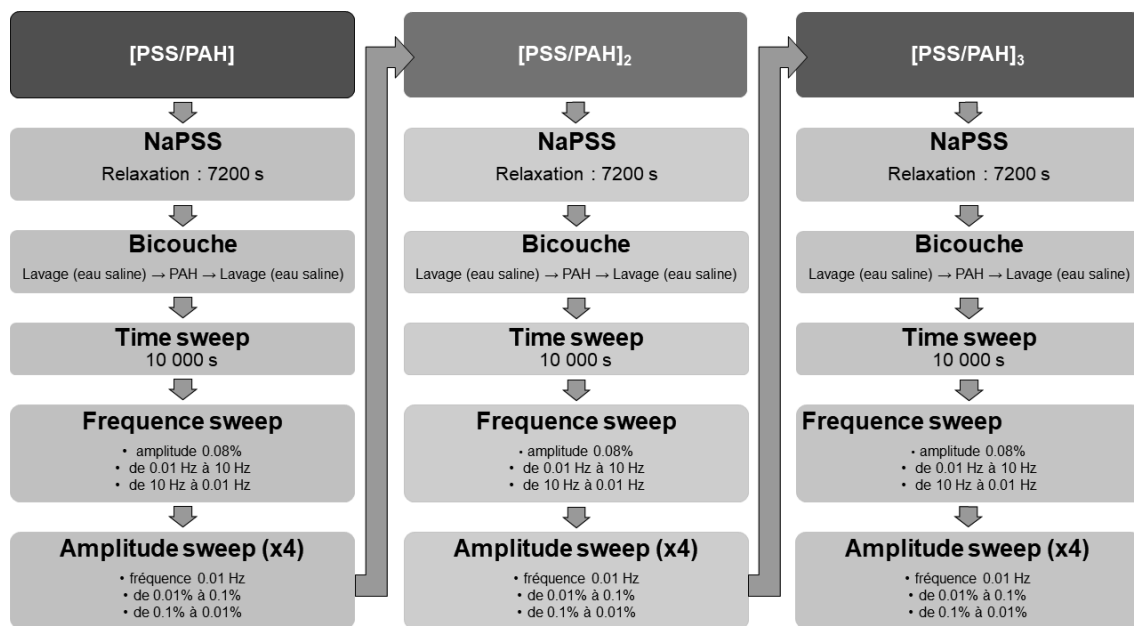 [PSS/PAH]
NaPSS
Relaxation : 7200 s
Bicouche
Lavage (eau saline) → PAH → Lavage (eau saline)
Time sweep
10 000 s
Frequence sweep
• amplitude 0.08%
• de 0.01 Hz à 10 Hz
• de 10 Hz à 0.01 Hz
Amplitude sweep (x4)
• fréquence 0.01 Hz
• de 0.01% à 0.1%
• de 0.1% à 0.01%
[PSS/PAH]₂
NaPSS
Relaxation : 7200 s
Bicouche
Lavage (eau saline) → PAH → Lavage (eau saline)
Time sweep
10 000 s
Frequence sweep
• amplitude 0.08%
• de 0.01 Hz à 10 Hz
• de 10 Hz à 0.01 Hz
Amplitude sweep (x4)
• fréquence 0.01 Hz
• de 0.01% à 0.1%
• de 0.1% à 0.01%
[PSS/PAH]₃
NaPSS
Relaxation : 7200 s
Bicouche
Lavage (eau saline) → PAH → Lavage (eau saline)
Time sweep
10 000 s
Frequence sweep
• amplitude 0.08%
• de 0.01 Hz à 10 Hz
• de 10 Hz à 0.01 Hz
Amplitude sweep (x4)
• fréquence 0.01 Hz
• de 0.01% à 0.1%
• de 0.1% à 0.01%